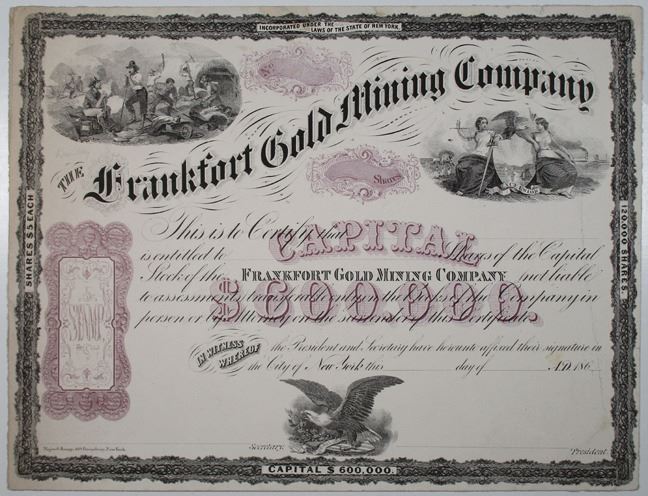 INCORPORATED UNDER THE
LAWS OF THE STATE OF NEW YORK.
THE
Frankfort Gold Mining Company
Shares
EXCELSIOR
SHARES $5 EACH
120,000 SHARES.
STAMP
CAPITAL
$600,000.
This is to Certify that
is entitled to Shares of the Capital
Stock of the FRANKFORT GOLD MINING COMPANY not liable
to assessments, transferable only on the books of the Company in
person or by Attorney on the surrender of this Certificate.
IN WITNESS
WHEREOF
the President and Secretary have hereunto affixed their signature in
the City of New York this day of A.D. 186
Secretary. President.
New York.
CAPITAL $600,000.